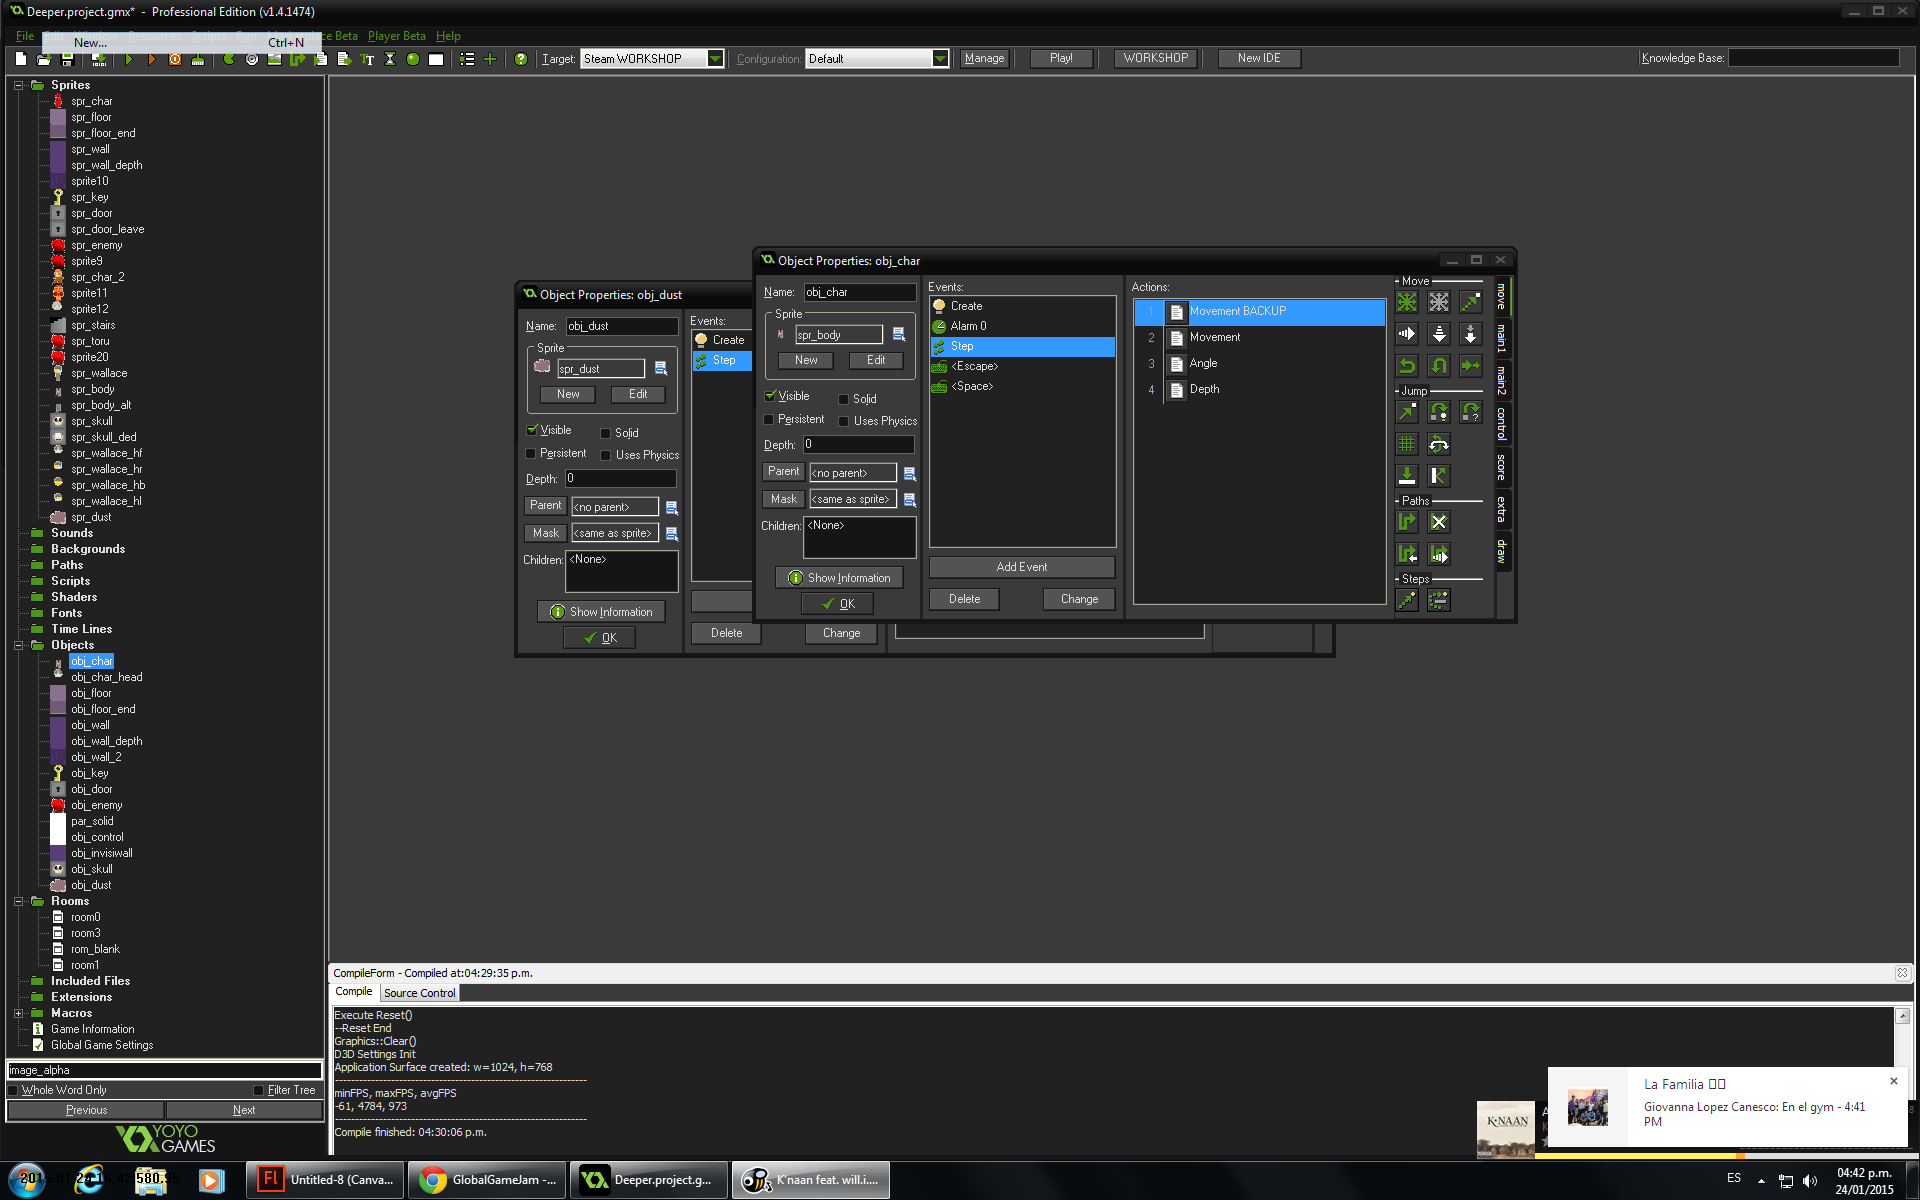 Deeper.project.gmx* - Professional Edition (v1.4.1474)
File Edit Window Resources Scripts Run Marketplace Beta Player Beta Help
New... Ctrl+N
Target: Steam WORKSHOP Configuration: Default Manage Play! WORKSHOP New IDE Knowledge Base:
Sprites
spr_char
spr_floor
spr_floor_end
spr_wall
spr_wall_depth
sprite10
spr_key
spr_door
spr_door_leave
spr_enemy
sprite9
spr_char_2
sprite11
sprite12
spr_stairs
spr_toru
sprite20
spr_wallace
spr_body
spr_body_alt
spr_skull
spr_skull_ded
spr_wallace_hf
spr_wallace_hr
spr_wallace_hb
spr_wallace_hl
spr_dust
Sounds
Backgrounds
Paths
Scripts
Shaders
Fonts
Time Lines
Objects
obj_char
obj_char_head
obj_floor
obj_floor_end
obj_wall
obj_wall_depth
obj_wall_2
obj_key
obj_door
obj_enemy
par_solid
obj_control
obj_invisiwall
obj_skull
obj_dust
Rooms
room0
room3
rom_blank
room1
Included Files
Extensions
Macros
Game Information
Global Game Settings
image_alpha
Whole Word Only Filter Tree
Previous Next
YOYO
GAMES
Object Properties: obj_dust
Name: obj_dust
Sprite
spr_dust
New Edit
Visible Solid
Persistent Uses Physics
Depth: 0
Parent <no parent>
Mask <same as sprite>
Children: <None>
Show Information
OK
Events:
Create
Step
Delete Change
Object Properties: obj_char
Name: obj_char
Sprite
spr_body
New Edit
Visible Solid
Persistent Uses Physics
Depth: 0
Parent <no parent>
Mask <same as sprite>
Children: <None>
Show Information
OK
Events:
Create
Alarm 0
Step
<Escape>
<Space>
Add Event
Delete Change
Actions:
1 Movement BACKUP
2 Movement
3 Angle
4 Depth
Move
Jump
Paths
Steps
move
main1
main2
control
score
extra
draw
CompileForm - Compiled at:04:29:35 p.m.
Compile Source Control
Execute Reset()
--Reset End
Graphics::Clear()
D3D Settings Init
Application Surface created: w=1024, h=768
minFPS, maxFPS, avgFPS
-61, 4784, 973
Compile finished: 04:30:06 p.m.
K'NAAN
La Familia
Giovanna Lopez Canesco: En el gym - 4:41
PM
Untitled-8 (Canva...
GlobalGameJam -...
Deeper.project.g...
K'naan feat. will.i....
ES
04:42 p.m.
24/01/2015